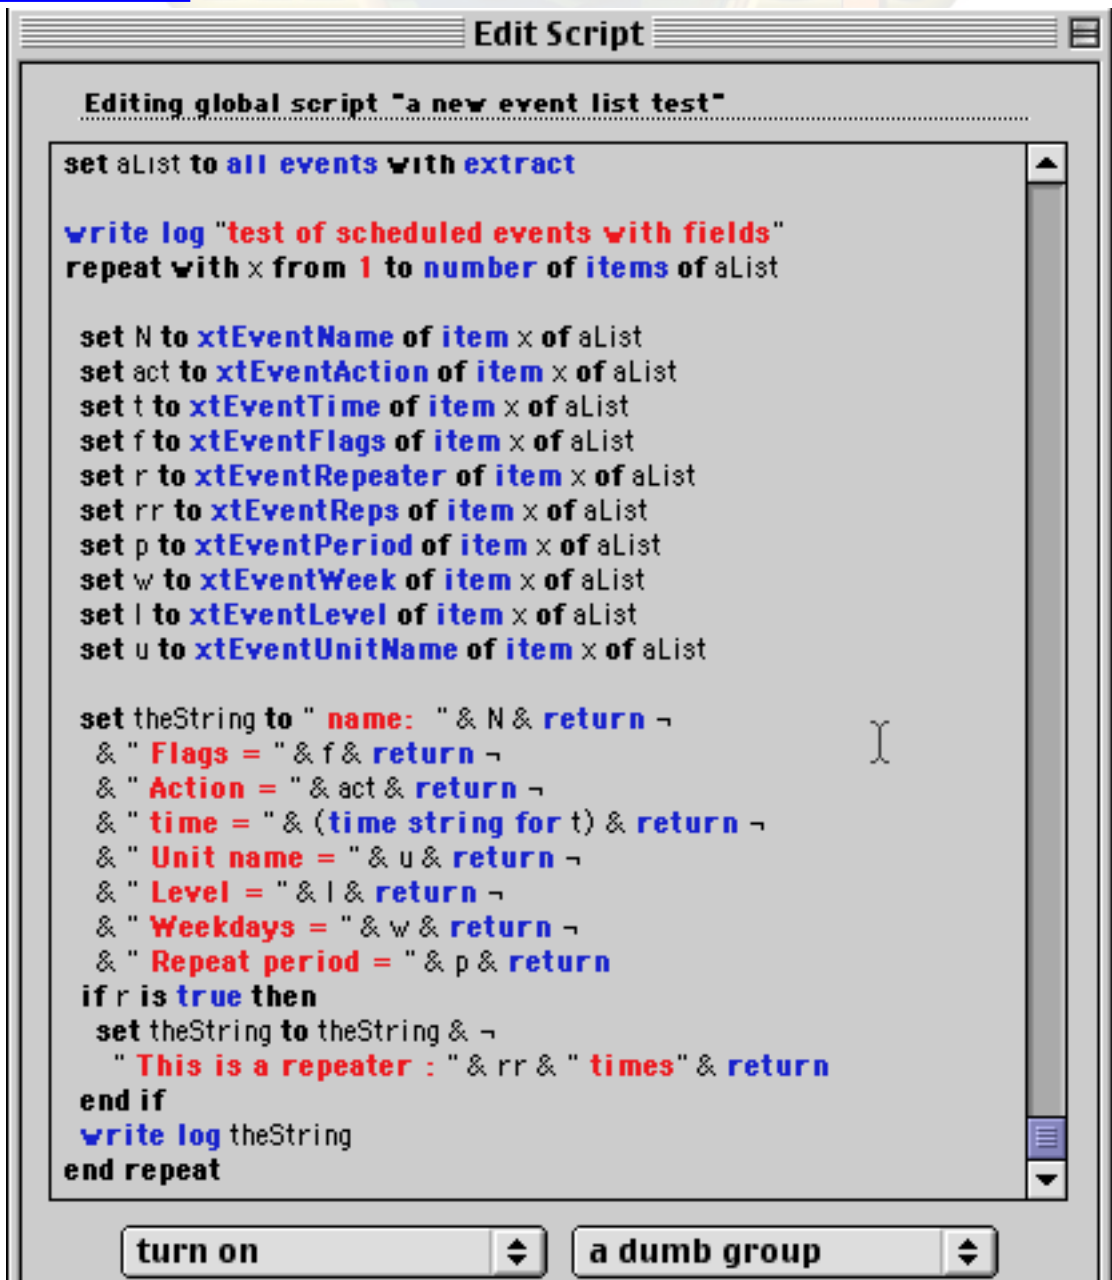 Edit Script
Editing global script "a new event list test"
set aList to all events with extract
write log "test of scheduled events with fields"
repeat with x from 1 to number of items of aList
set N to xtEventName of item x of aList
set act to xtEventAction of item x of aList
set t to xtEventTime of item x of aList
set f to xtEventFlags of item x of aList
set r to xtEventRepeater of item x of aList
set rr to xtEventReps of item x of aList
set p to xtEventPeriod of item x of aList
set w to xtEventWeek of item x of aList
set l to xtEventLevel of item x of aList
set u to xtEventUnitName of item x of aList
set theString to " name:  " & N & return ¬
& " Flags = " & f & return ¬
& " Action = " & act & return ¬
& " time = " & (time string for t) & return ¬
& " Unit name = " & u & return ¬
& " Level = " & l & return ¬
& " Weekdays = " & w & return ¬
& " Repeat period = " & p & return
if r is true then
set theString to theString & ¬
" This is a repeater : " & rr & " times" & return
end if
write log theString
end repeat
turn on
a dumb group